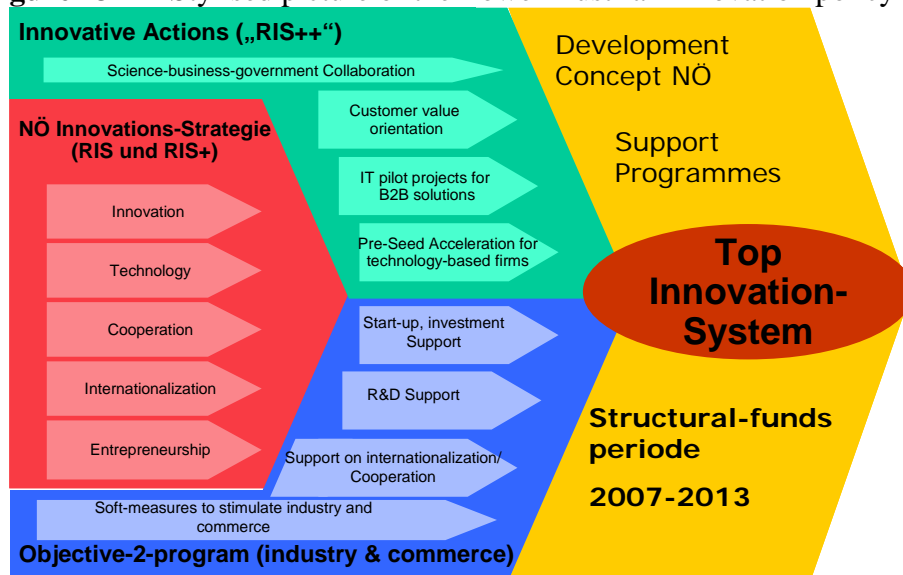 Innovative Actions („RIS++“)
Science-business-government Collaboration
NÖ Innovations-Strategie
(RIS und RIS+)
Innovation
Technology
Cooperation
Internationalization
Entrepreneurship
Customer value
orientation
IT pilot projects for
B2B solutions
Pre-Seed Acceleration for
technology-based firms
Start-up, investment
Support
R&D Support
Support on internationalization/
Cooperation
Soft-measures to stimulate industry and
commerce
Objective-2-program (industry & commerce)
Development
Concept NÖ
Support
Programmes
Top
Innovation-
System
Structural-funds
periode
2007-2013